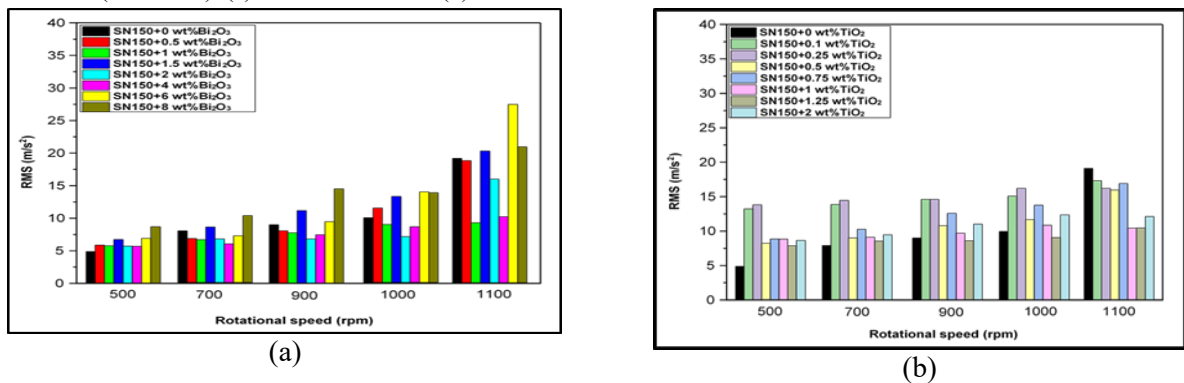 40
35
30
25
20
15
10
5
0
RMS (m/s²)
SN150+0 wt%Bi₂O₃
SN150+0.5 wt%Bi₂O₃
SN150+1 wt%Bi₂O₃
SN150+1.5 wt%Bi₂O₃
SN150+2 wt%Bi₂O₃
SN150+4 wt%Bi₂O₃
SN150+6 wt%Bi₂O₃
SN150+8 wt%Bi₂O₃
500 700 900 1000 1100
Rotational speed (rpm)
(a)
40
35
30
25
20
15
10
5
0
RMS (m/s²)
SN150+0 wt%TiO₂
SN150+0.1 wt%TiO₂
SN150+0.25 wt%TiO₂
SN150+0.5 wt%TiO₂
SN150+0.75 wt%TiO₂
SN150+1 wt%TiO₂
SN150+1.25 wt%TiO₂
SN150+2 wt%TiO₂
500 700 900 1000 1100
Rotational speed (rpm)
(b)